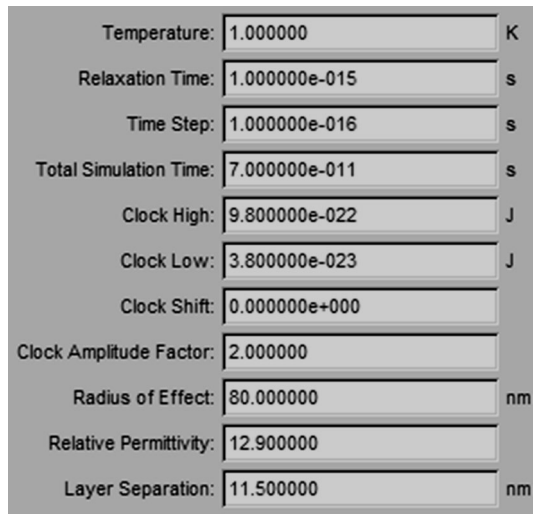 Temperature: 1.000000 K
Relaxation Time: 1.000000e-015 s
Time Step: 1.000000e-016 s
Total Simulation Time: 7.000000e-011 s
Clock High: 9.800000e-022 J
Clock Low: 3.800000e-023 J
Clock Shift: 0.000000e+000
Clock Amplitude Factor: 2.000000
Radius of Effect: 80.000000 nm
Relative Permittivity: 12.900000
Layer Separation: 11.500000 nm